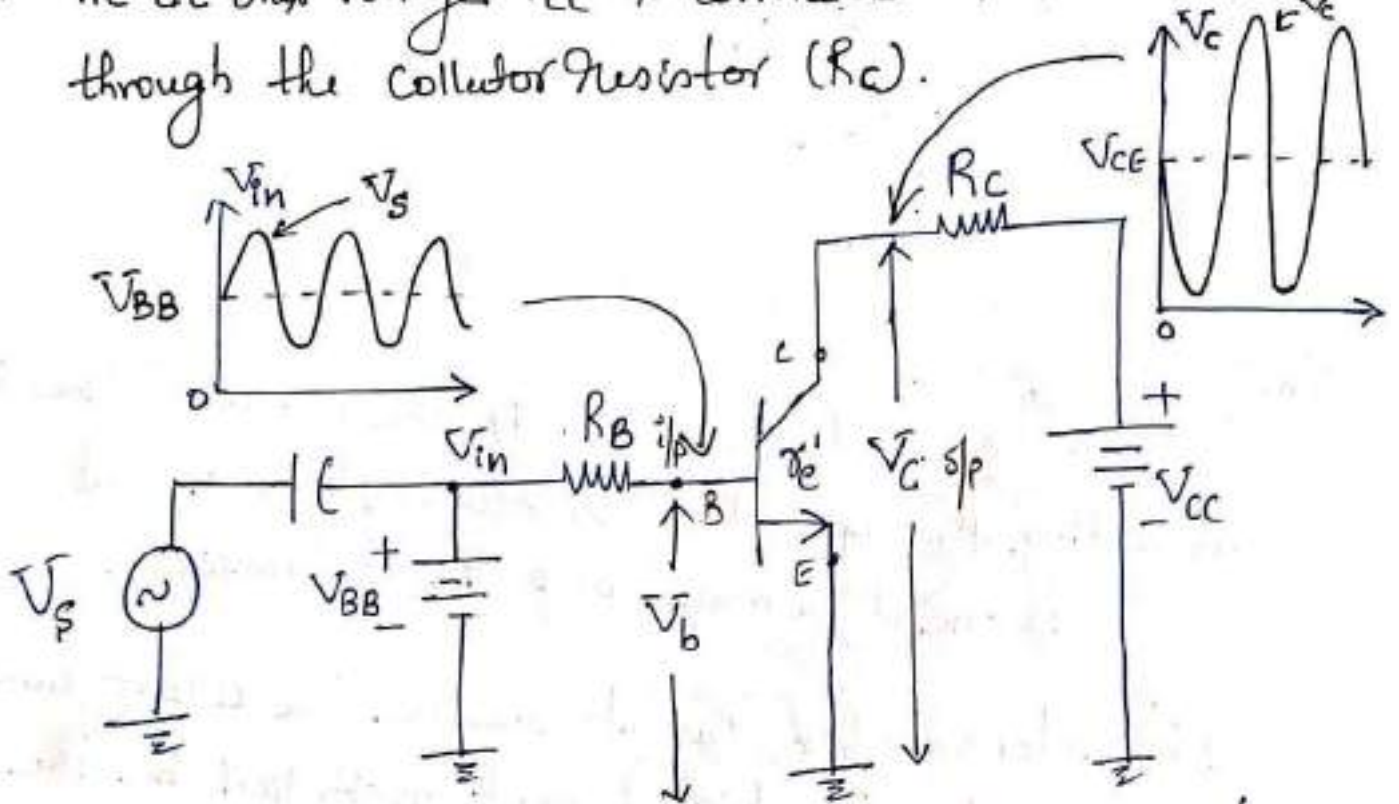 through the collector resistor (Rc).
Vc
Vin
Vs
VCE
RC
VBB
0
0
C
+
RB
i/p
Vin
re'
Vc
o/p
B
VCC
-
+
VBB
-
E
Vs
Vb